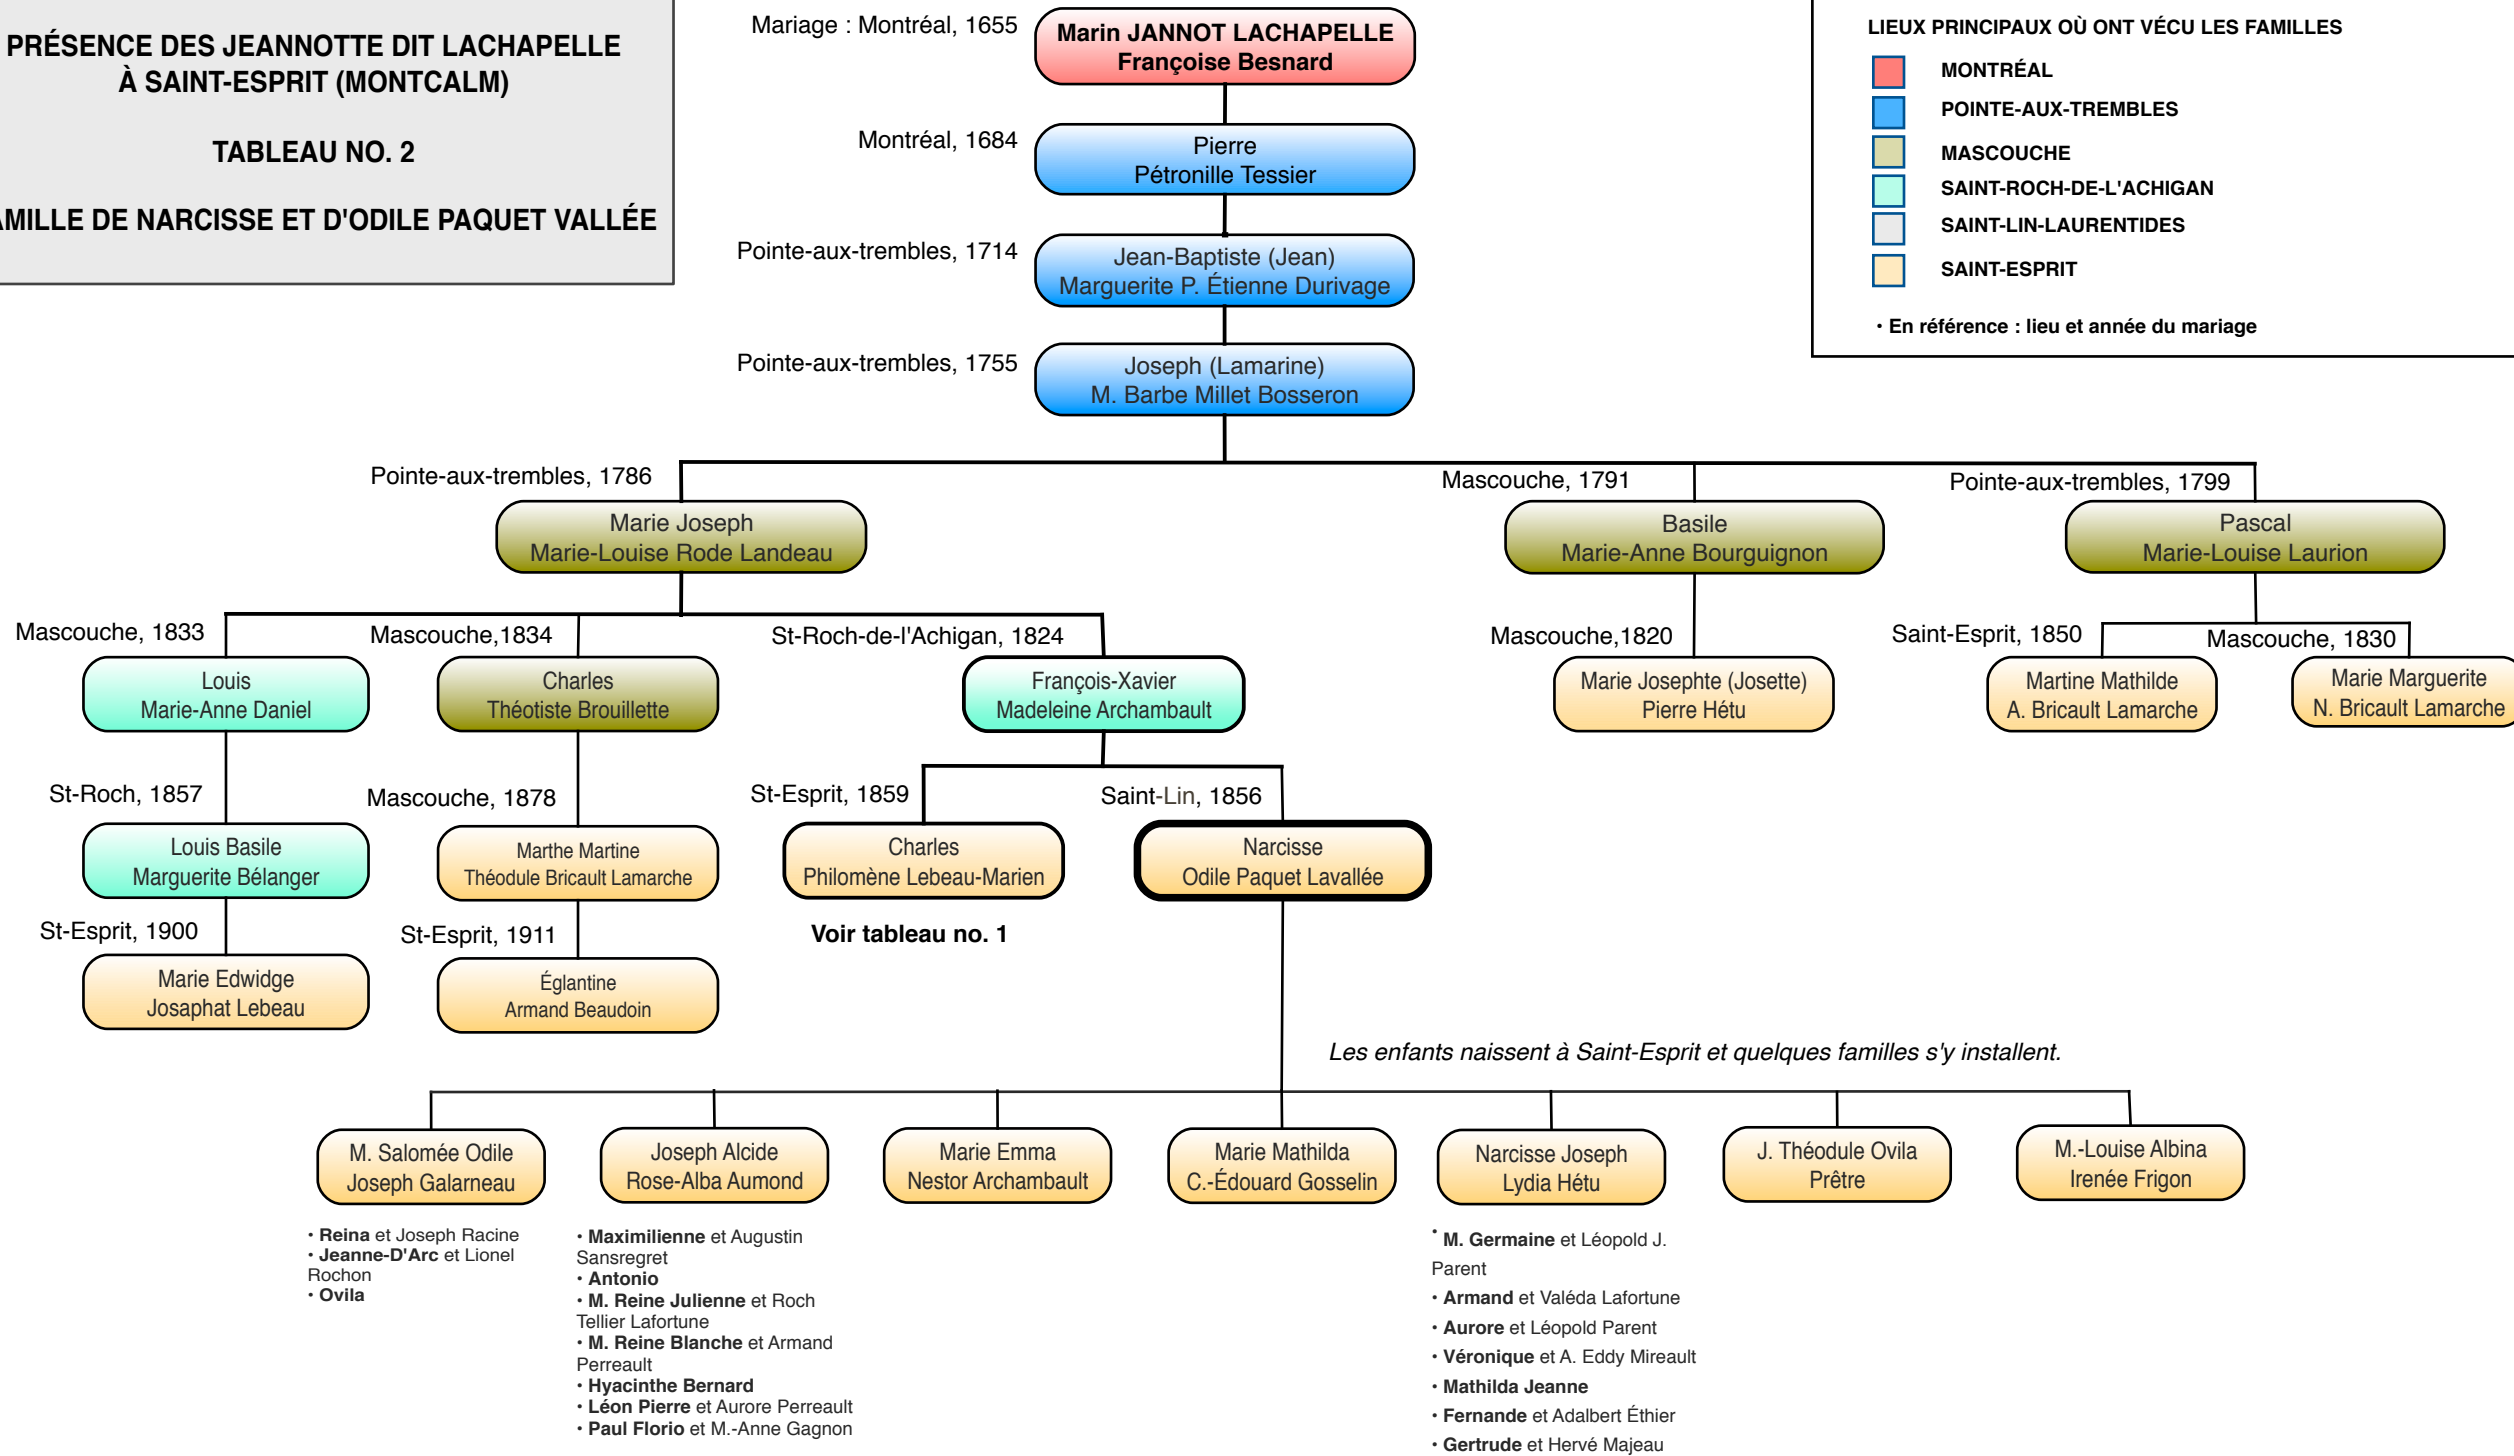 PRÉSENCE DES JEANNOTTE DIT LACHAPELLE
À SAINT-ESPRIT (MONTCALM)
TABLEAU NO. 2
AMILLE DE NARCISSE ET D'ODILE PAQUET VALLÉE
LIEUX PRINCIPAUX OÙ ONT VÉCU LES FAMILLES
MONTRÉAL
POINTE-AUX-TREMBLES
MASCOUCHE
SAINT-ROCH-DE-L'ACHIGAN
SAINT-LIN-LAURENTIDES
SAINT-ESPRIT
• En référence : lieu et année du mariage
Mariage : Montréal, 1655
Marin JANNOT LACHAPELLE
Françoise Besnard
Montréal, 1684
Pierre
Pétronille Tessier
Pointe-aux-trembles, 1714
Jean-Baptiste (Jean)
Marguerite P. Étienne Durivage
Pointe-aux-trembles, 1755
Joseph (Lamarine)
M. Barbe Millet Bosseron
Pointe-aux-trembles, 1786
Marie Joseph
Marie-Louise Rode Landeau
Mascouche, 1791
Basile
Marie-Anne Bourguignon
Pointe-aux-trembles, 1799
Pascal
Marie-Louise Laurion
Mascouche, 1833
Louis
Marie-Anne Daniel
Mascouche,1834
Charles
Théotiste Brouillette
St-Roch-de-l'Achigan, 1824
François-Xavier
Madeleine Archambault
Mascouche,1820
Marie Josephte (Josette)
Pierre Hétu
Saint-Esprit, 1850
Martine Mathilde
A. Bricault Lamarche
Mascouche, 1830
Marie Marguerite
N. Bricault Lamarche
St-Roch, 1857
Louis Basile
Marguerite Bélanger
Mascouche, 1878
Marthe Martine
Théodule Bricault Lamarche
St-Esprit, 1859
Charles
Philomène Lebeau-Marien
Voir tableau no. 1
Saint-Lin, 1856
Narcisse
Odile Paquet Lavallée
St-Esprit, 1900
Marie Edwidge
Josaphat Lebeau
St-Esprit, 1911
Églantine
Armand Beaudoin
Les enfants naissent à Saint-Esprit et quelques familles s'y installent.
M. Salomée Odile
Joseph Galarneau
Joseph Alcide
Rose-Alba Aumond
Marie Emma
Nestor Archambault
Marie Mathilda
C.-Édouard Gosselin
Narcisse Joseph
Lydia Hétu
J. Théodule Ovila
Prêtre
M.-Louise Albina
Irenée Frigon
• Reina et Joseph Racine
• Jeanne-D'Arc et Lionel
Rochon
• Ovila
• Maximilienne et Augustin
Sansregret
• Antonio
• M. Reine Julienne et Roch
Tellier Lafortune
• M. Reine Blanche et Armand
Perreault
• Hyacinthe Bernard
• Léon Pierre et Aurore Perreault
• Paul Florio et M.-Anne Gagnon
• M. Germaine et Léopold J.
Parent
• Armand et Valéda Lafortune
• Aurore et Léopold Parent
• Véronique et A. Eddy Mireault
• Mathilda Jeanne
• Fernande et Adalbert Éthier
• Gertrude et Hervé Majeau